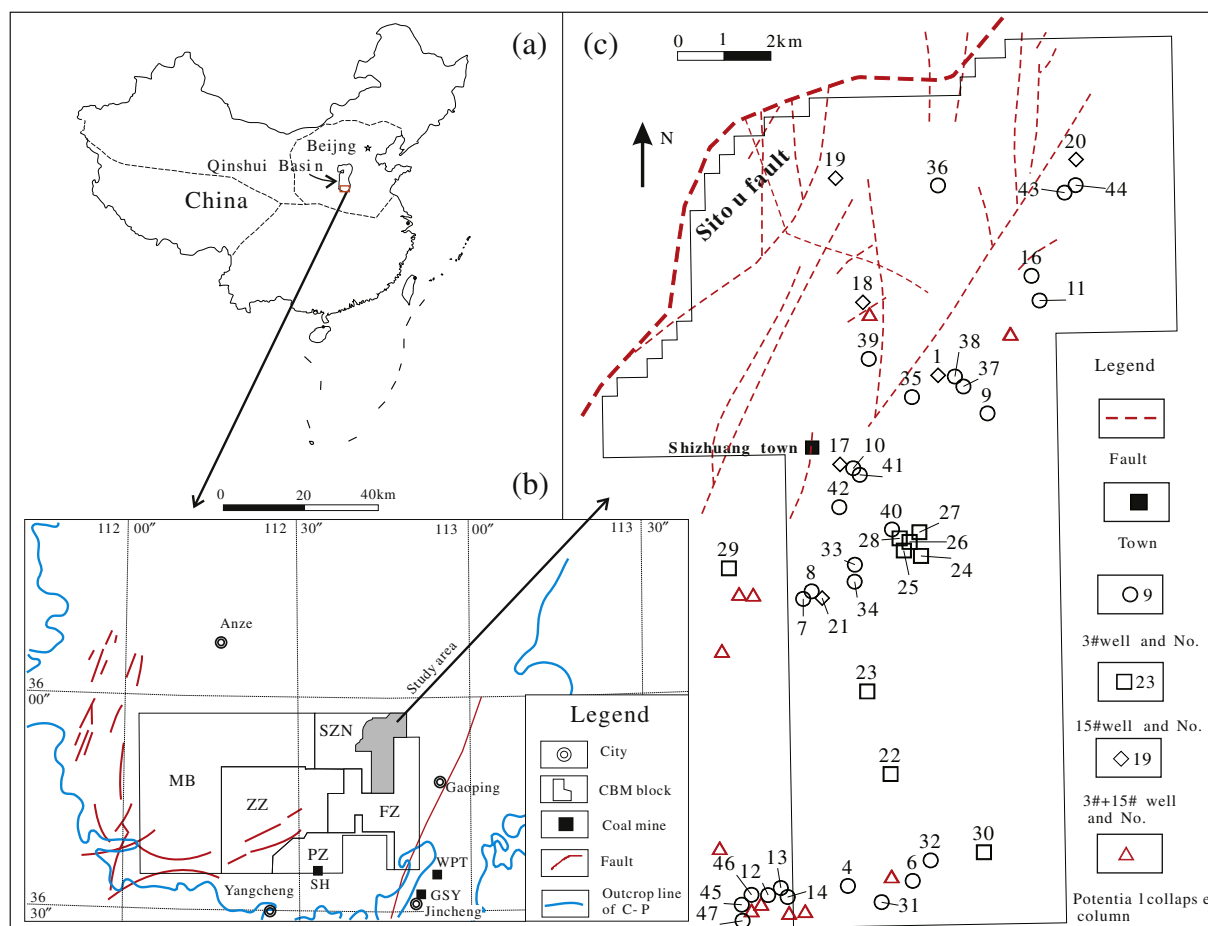 (a)
Beijng
Qinshui Basin
China
(c)
0 1 2km
N
Sitou fault
19
36
20
43
44
16
11
18
39
38
1
37
35
9
Shizhuang town
17
10
41
42
40
27
28
26
25
24
29
33
34
8
7
21
23
22
32
30
4
6
31
46
12
13
14
45
47
Legend
Fault
Town
9
3#well and No.
23
15#well and No.
19
3#+15# well
and No.
Potential collapse
column
(b)
0 20 40km
112 00″
112 30″
113 00″
113 30″
36
00″
36
30″
Anze
Study area
SZN
MB
ZZ
FZ
PZ
SH
Gaoping
WPT
GSY
Yangcheng
Jincheng
Legend
City
CBM block
Coal mine
Fault
Outcrop line
of C-P